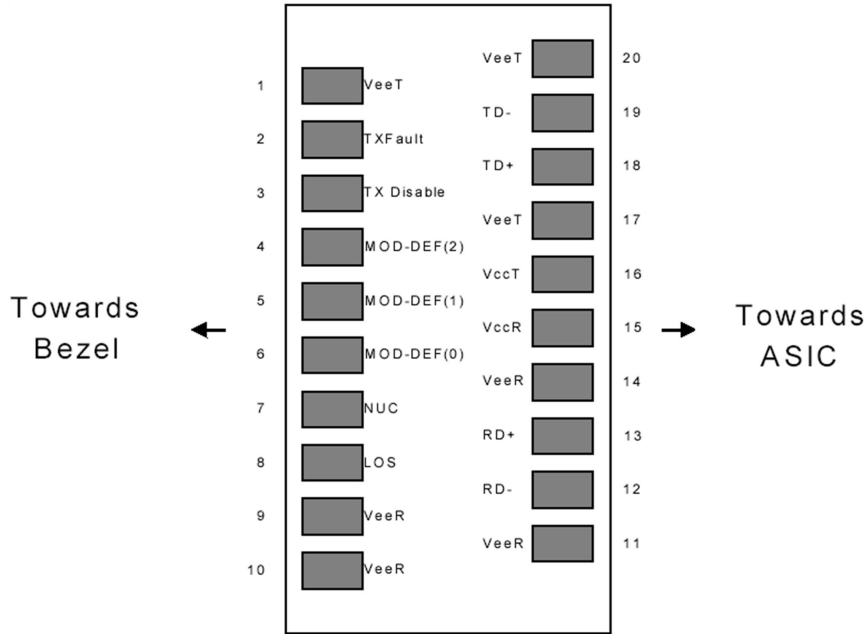 VeeT 20
1 VeeT
TD- 19
2 TXFault
TD+ 18
3 TX Disable
VeeT 17
4 MOD-DEF(2)
VccT 16
5 MOD-DEF(1)
Towards
Bezel
VccR 15
Towards
ASIC
6 MOD-DEF(0)
VeeR 14
7 NUC
RD+ 13
8 LOS
RD- 12
9 VeeR
VeeR 11
10 VeeR